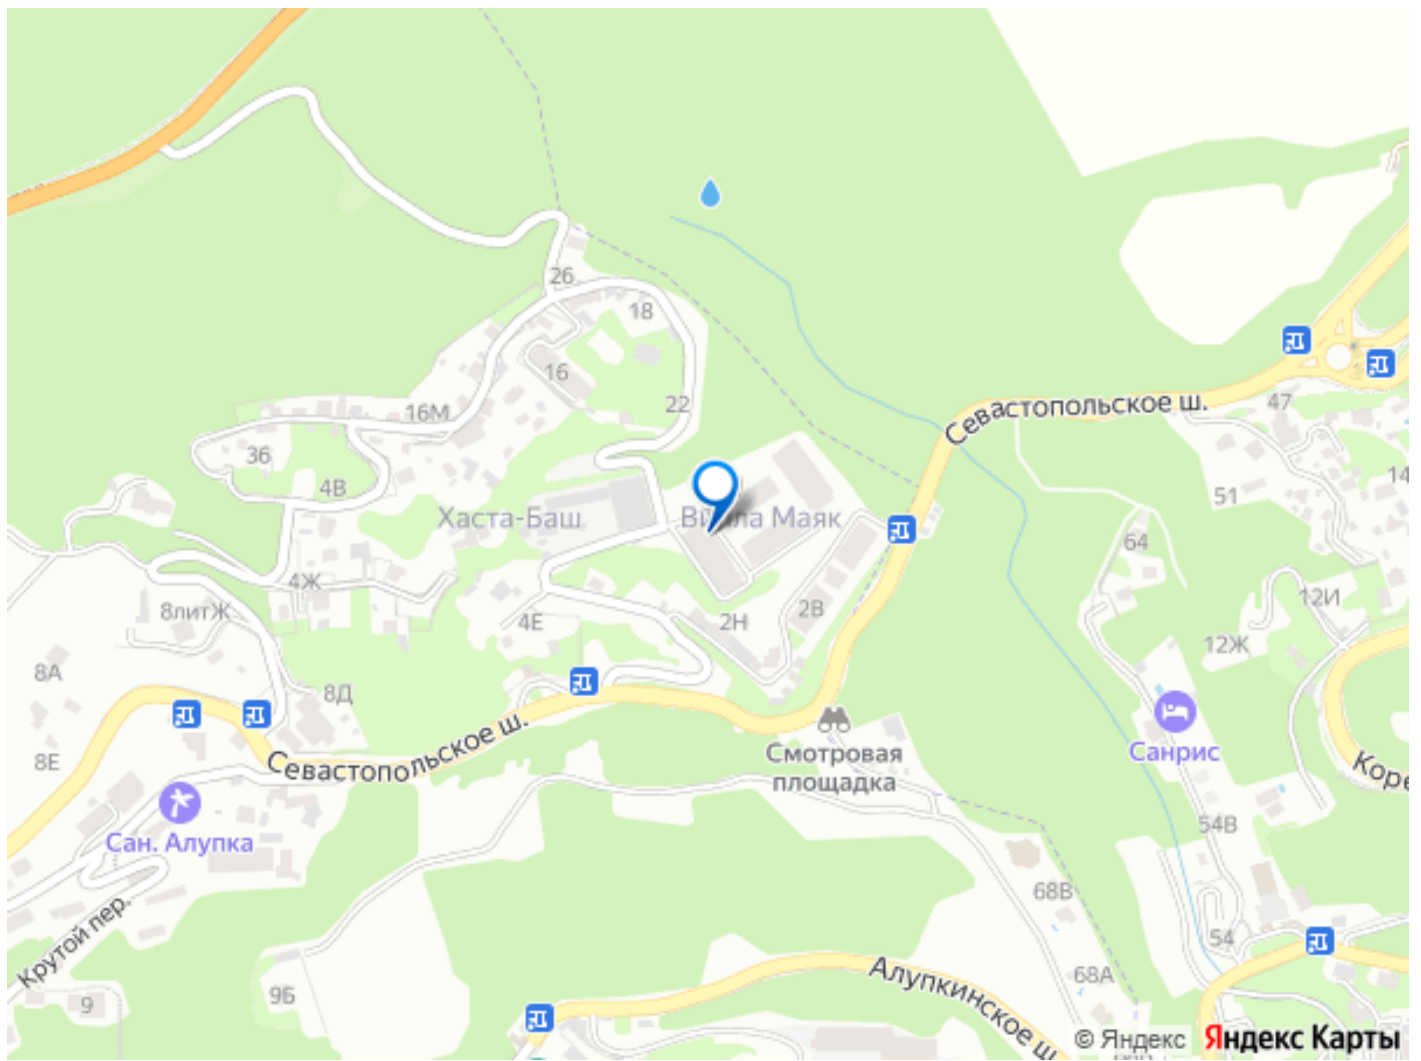 26
18
16
22
16М
36
4В
Хаста-Баш
Вилла Маяк
Севастопольское ш.
47
14
51
64
4Ж
8литЖ
4Е
2Н
2В
12И
12Ж
8А
8Д
8Е
Севастопольское ш.
Смотровая
площадка
Санрис
Коре
Сан. Алупка
54В
68В
54
Крутой пер.
9
9Б
Алупкинское ш.
68А
© Яндекс Яндекс Карты